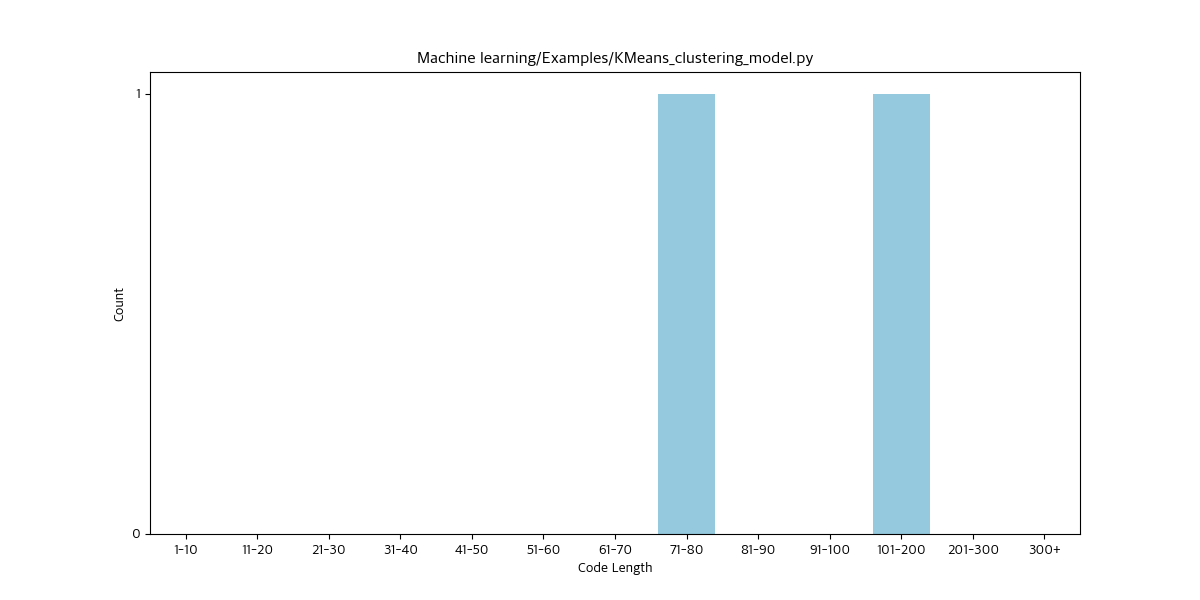 Machine learning/Examples/KMeans_clustering_model.py
1
Count
0
1-10 11-20 21-30 31-40 41-50 51-60 61-70 71-80 81-90 91-100 101-200 201-300 300+
Code Length